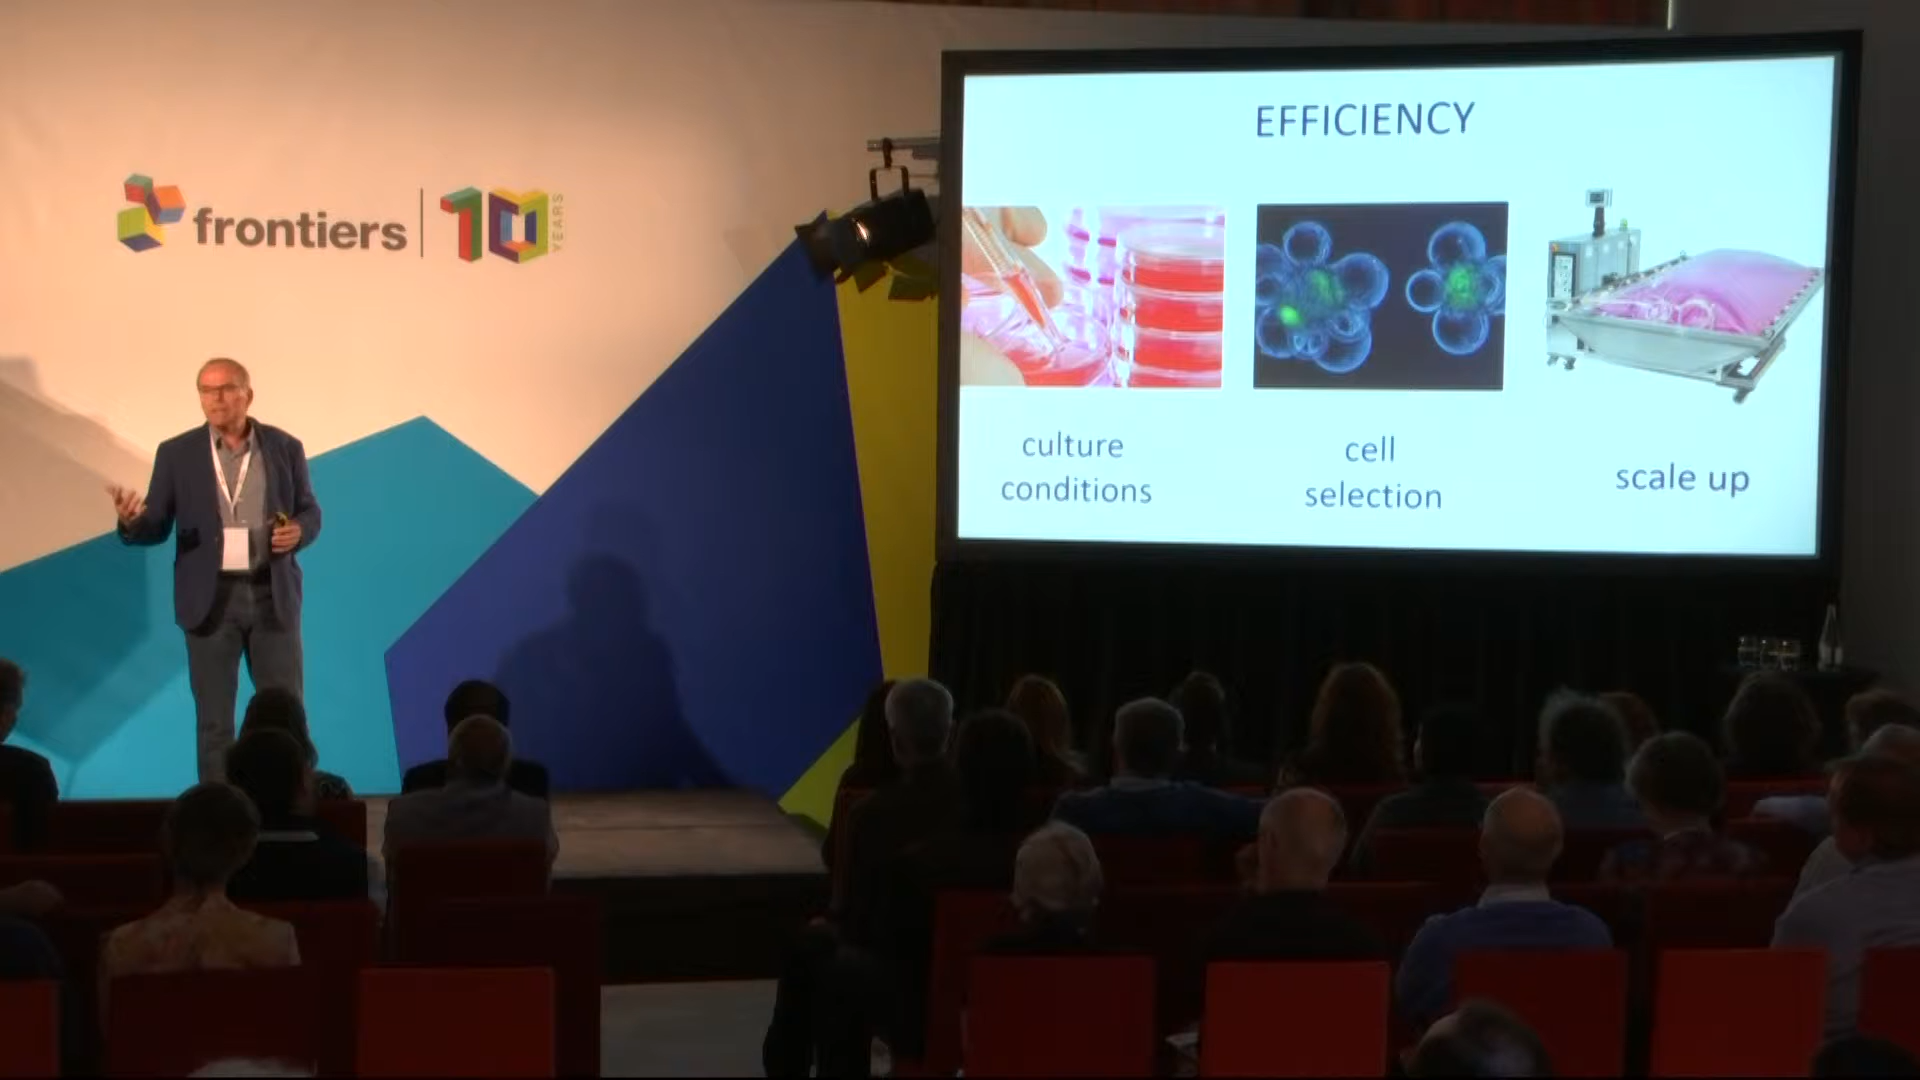 frontiers
10
YEARS
EFFICIENCY
culture
conditions
cell
selection
scale up